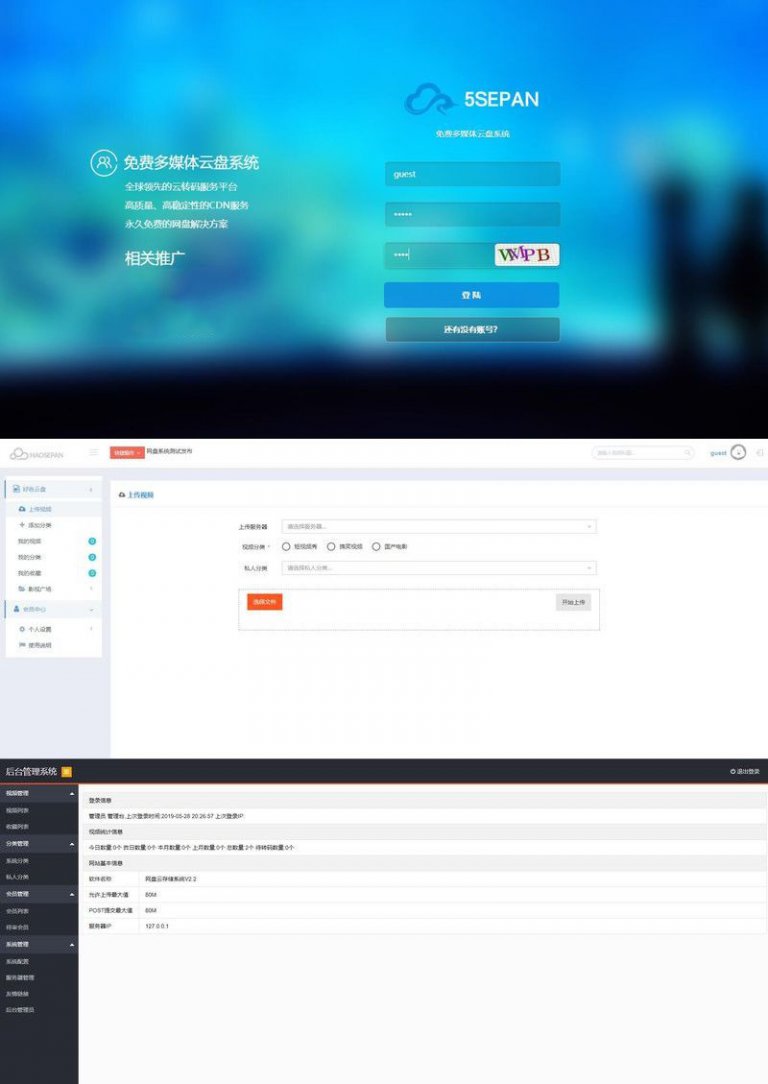 5SEPAN
免费多媒体云盘系统
免费多媒体云盘系统
全球领先的云转码服务平台
高质量、高稳定性的CDN服务
永久免费的网盘解决方案
相关推广
guest
WMPB
登 陆
还有没有账号?
HAOSEPAN
快捷操作
网盘系统测试发布
guest
好色云盘
上传视频
添加分类
我的视频 0
我的分类 0
我的收藏 0
影视广场
会员中心
个人设置
使用说明
上传视频
上传服务器 请选择服务器...
视频分类 * 短视频秀 搞笑视频 国产电影
私人分类 请选择私人分类...
选择文件
开始上传
后台管理系统
退出登录
视频管理
视频列表
收藏列表
分类管理
系统分类
私人分类
会员管理
会员列表
待审会员
系统管理
系统配置
服务器管理
友情链接
后台管理员
登录信息
管理员 管理站 上次登录时间:2019-05-28 20:26:57 上次登录IP
视频统计信息
今日数量:0个 昨日数量:0个 本月数量:0个 上月数量:0个 总数量:2个 待转码数量:0个
网站基本信息
软件名称 网盘云存储系统V2.2
允许上传最大值 60M
POST提交最大值 60M
服务器IP 127.0.0.1